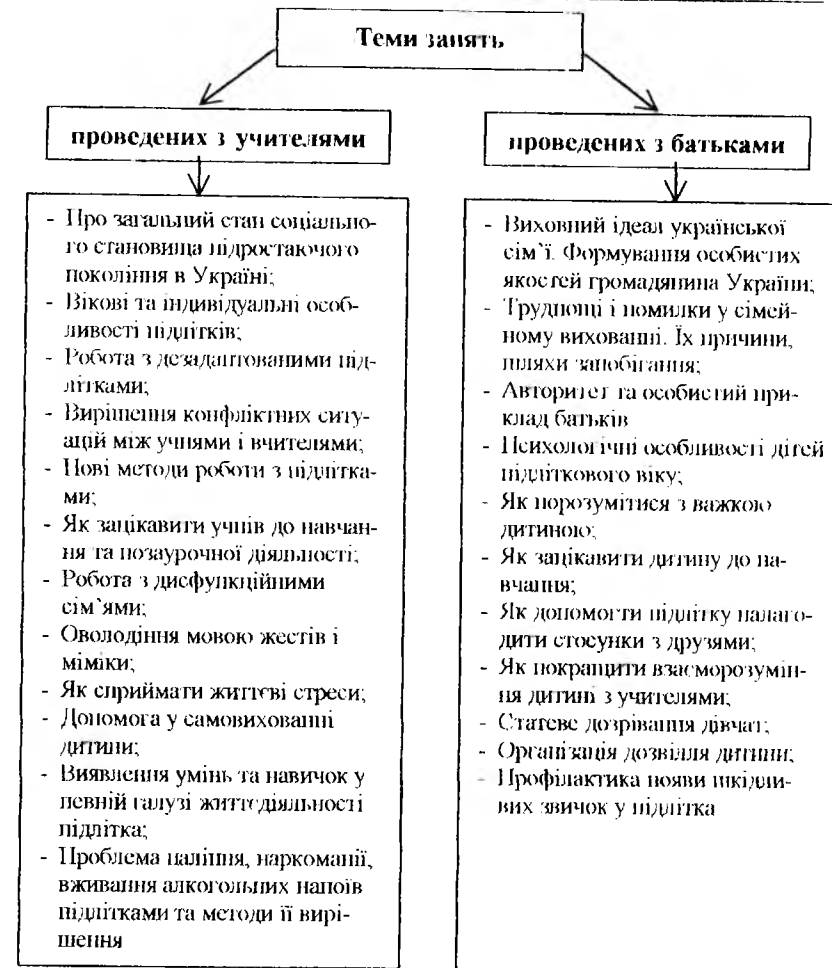 Теми занять
проведених з учителями
- Про загальний стан соціально-
го становища підростаючого
покоління в Україні;
- Вікові та індивідуальні особ-
ливості підлітків;
- Робота з дезадаптованими під-
літками;
- Вирішення конфліктних ситу-
ацій між учнями і вчителями;
- Нові методи роботи з підлітка-
ми;
- Як зацікавити учнів до навчан-
ня та позаурочної діяльності;
- Робота з дисфункційними
сім`ями;
- Оволодіння мовою жестів і
міміки;
- Як сприймати життєві стреси;
- Допомога у самовихованні
дитини;
- Виявлення умінь та навичок у
певній галузі життєдіяльності
підлітка;
- Проблема паління, наркоманії,
вживання алкогольних напоїв
підлітками та методи її вирі-
шення
проведених з батьками
- Виховний ідеал української
сім`ї. Формування особистих
якостей громадянина України;
- Труднощі і помилки у сімей-
ному вихованні. Їх причини,
шляхи запобігання;
- Авторитет та особистий при-
клад батьків
- Психологічні особливості дітей
підліткового віку;
- Як порозумітися з важкою
дитиною;
- Як зацікавити дитину до на-
вчання;
- Як допомогти підлітку налаго-
дити стосунки з друзями;
- Як покращити взаєморозумін-
ня дитині з учителями;
- Статеве дозрівання дівчат;
- Організація дозвілля дитини;
- Профілактика появи шкідли-
вих звичок у підлітка